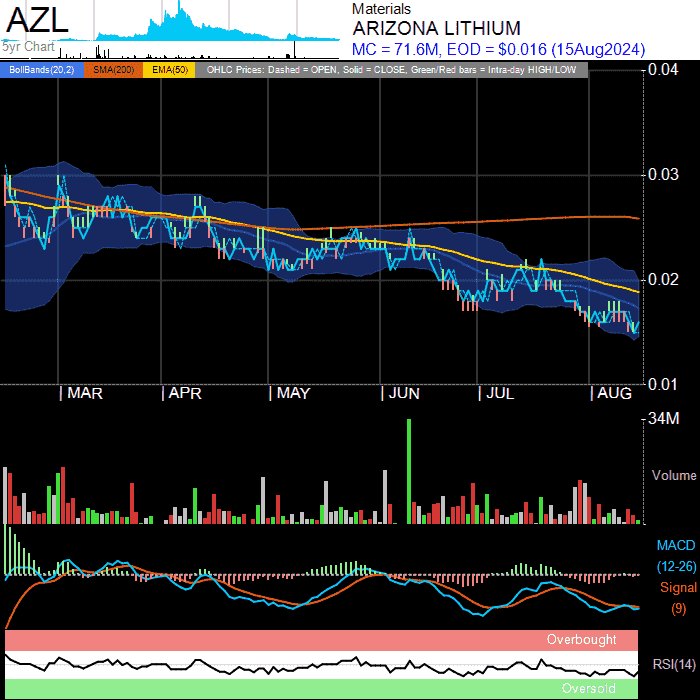 AZL
5yr Chart
Materials
ARIZONA LITHIUM
MC = 71.6M, EOD = $0.016 (15Aug2024)
BollBands(20,2) SMA(200) EMA(50) OHLC Prices: Dashed = OPEN, Solid = CLOSE, Green/Red bars = Intra-day HIGH/LOW
0.04
0.03
0.02
0.01
MAR APR MAY JUN JUL AUG
34M
Volume
MACD
(12-26)
Signal
(9)
Overbought
RSI(14)
Oversold